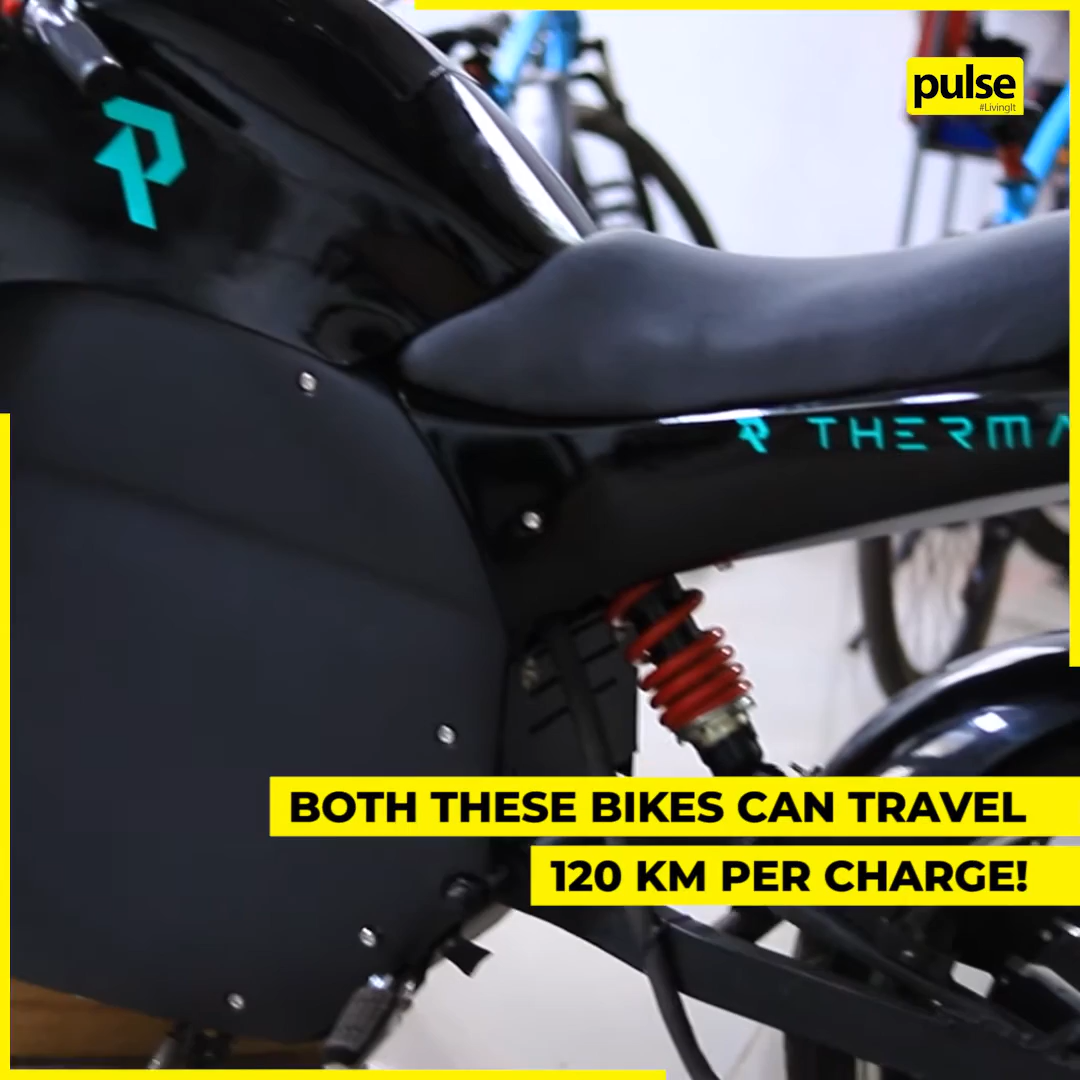 pulse
#LivingIt
THERMA
BOTH THESE BIKES CAN TRAVEL
120 KM PER CHARGE!